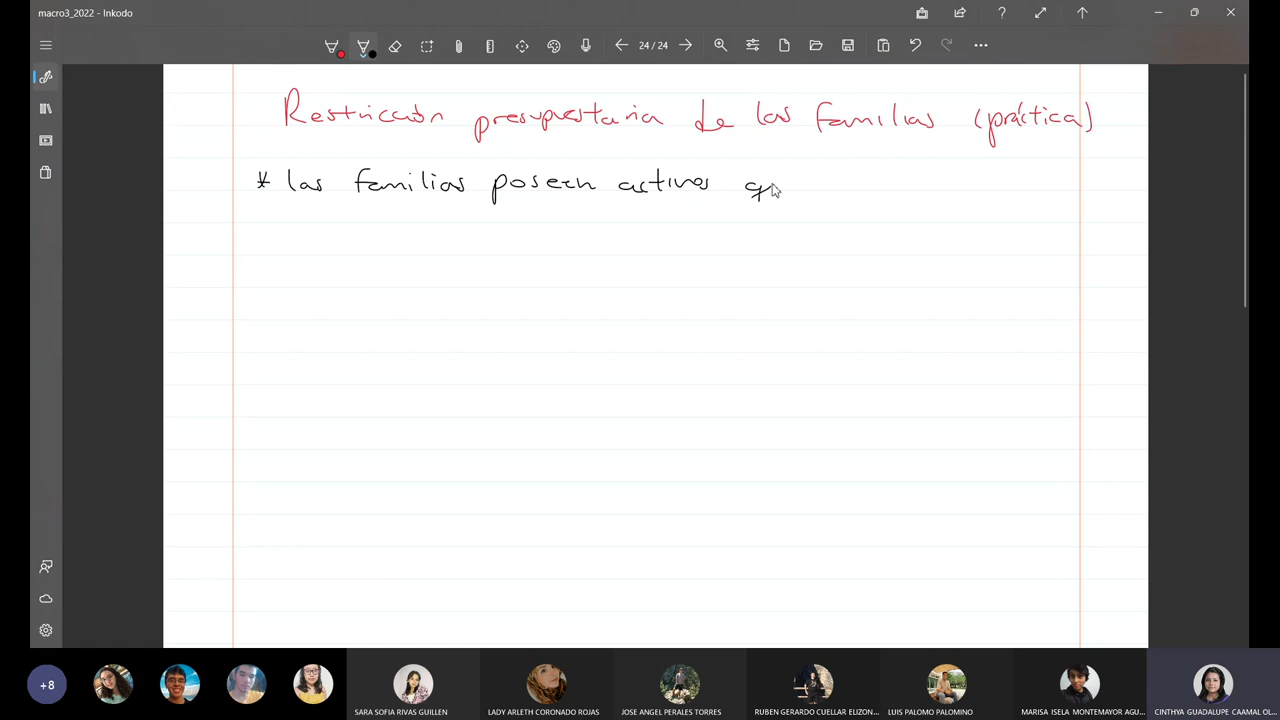 macro3_2022 - Inkodo
24 / 24
Restricción presupuestaria de las familias (práctica)
* las familias poseen activos q
+8
SARA SOFIA RIVAS GUILLEN
LADY ARLETH CORONADO ROJAS
JOSE ANGEL PERALES TORRES
RUBEN GERARDO CUELLAR ELIZON...
LUIS PALOMO PALOMINO
MARISA ISELA MONTEMAYOR AGU...
CINTHYA GUADALUPE CAAMAL OL...